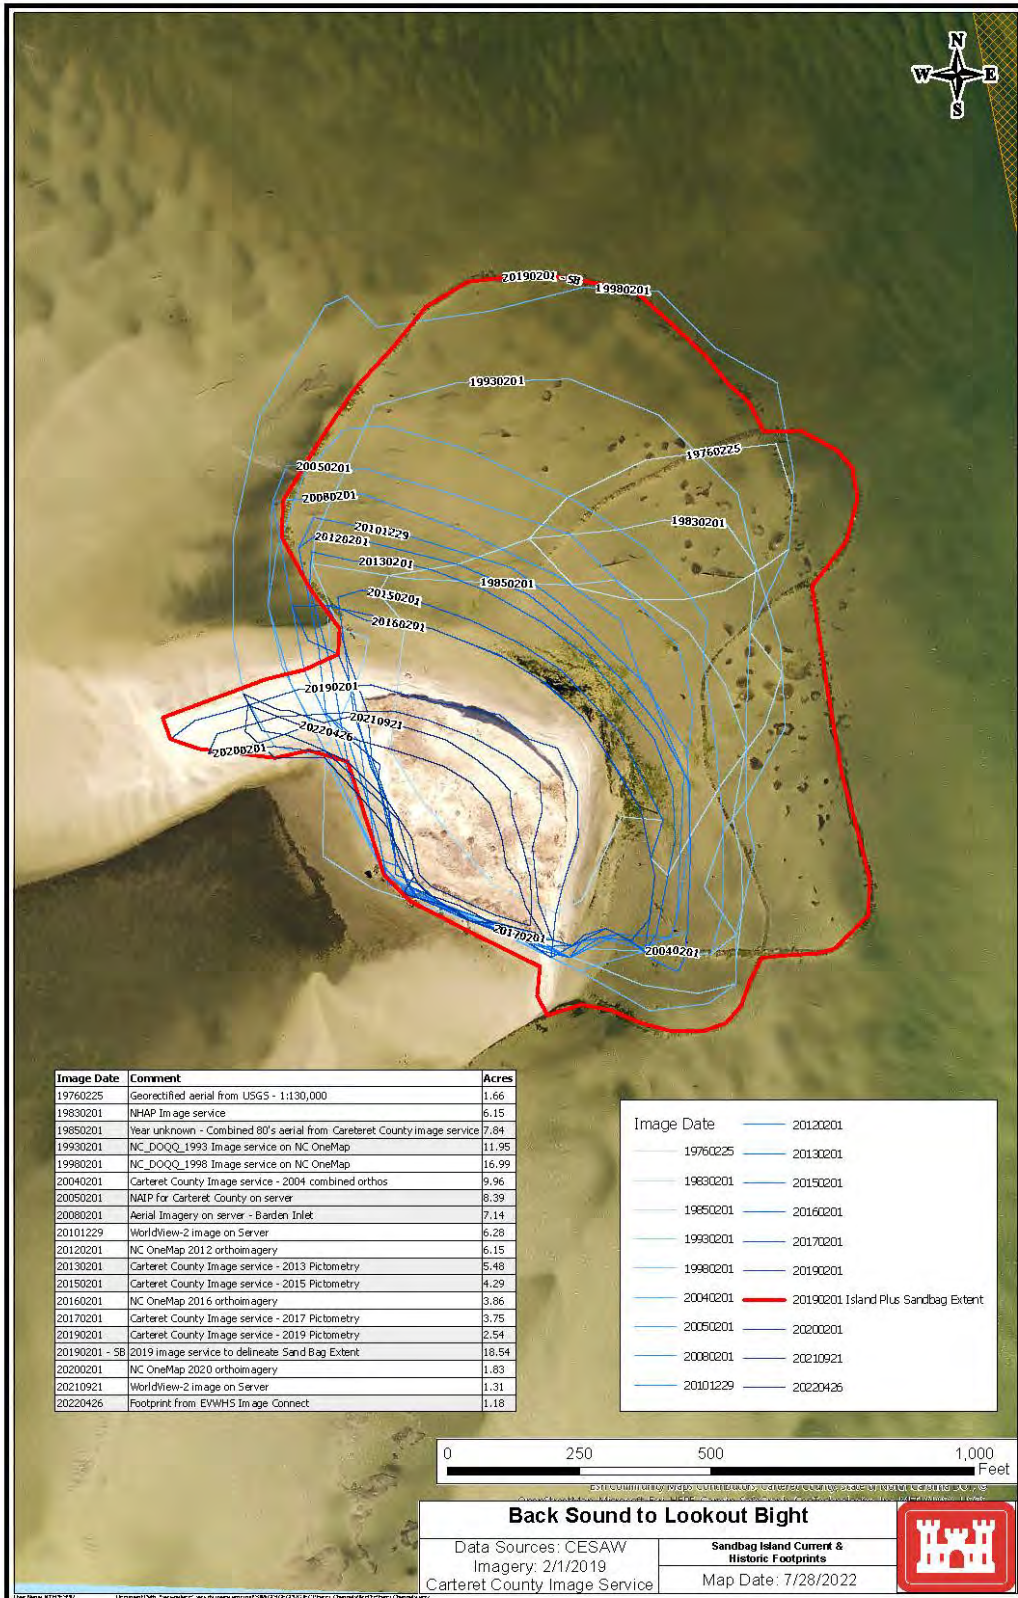 N
W E
S
20190201 - SB
19980201
19930201
19760225
20050201
20080201
19830201
20101229
20120201
20130201
19850201
20150201
20160201
20190201
20210921
20220426
20200201
20170201
20040201
Image Date Comment Acres
19760225 Georectified aerial from USGS - 1:130,000 1.66
19830201 NHAP Image service 6.15
19850201 Year unknown - Combined 80's aerial from Careteret County image service 7.84
19930201 NC_DOQQ_1993 Image service on NC OneMap 11.95
19980201 NC_DOQQ_1998 Image service on NC OneMap 16.99
20040201 Carteret County Image service - 2004 combined orthos 9.96
20050201 NAIP for Carteret County on server 8.39
20080201 Aerial Imagery on server - Barden Inlet 7.14
20101229 WorldView-2 image on Server 6.28
20120201 NC OneMap 2012 orthoimagery 6.15
20130201 Carteret County Image service - 2013 Pictometry 5.48
20150201 Carteret County Image service - 2015 Pictometry 4.29
20160201 NC OneMap 2016 orthoimagery 3.86
20170201 Carteret County Image service - 2017 Pictometry 3.75
20190201 Carteret County Image service - 2019 Pictometry 2.54
20190201 - SB 2019 image service to delineate Sand Bag Extent 18.54
20200201 NC OneMap 2020 orthoimagery 1.83
20210921 WorldView-2 image on Server 1.31
20220426 Footprint from EVWHS Image Connect 1.18
Image Date
19760225
19830201
19850201
19930201
19980201
20040201
20050201
20080201
20101229
20120201
20130201
20150201
20160201
20170201
20190201
20190201 Island Plus Sandbag Extent
20200201
20210921
20220426
0 250 500 1,000
Feet
Back Sound to Lookout Bight
Data Sources: CESAW
Imagery: 2/1/2019
Carteret County Image Service
Sandbag Island Current &
Historic Footprints
Map Date: 7/28/2022